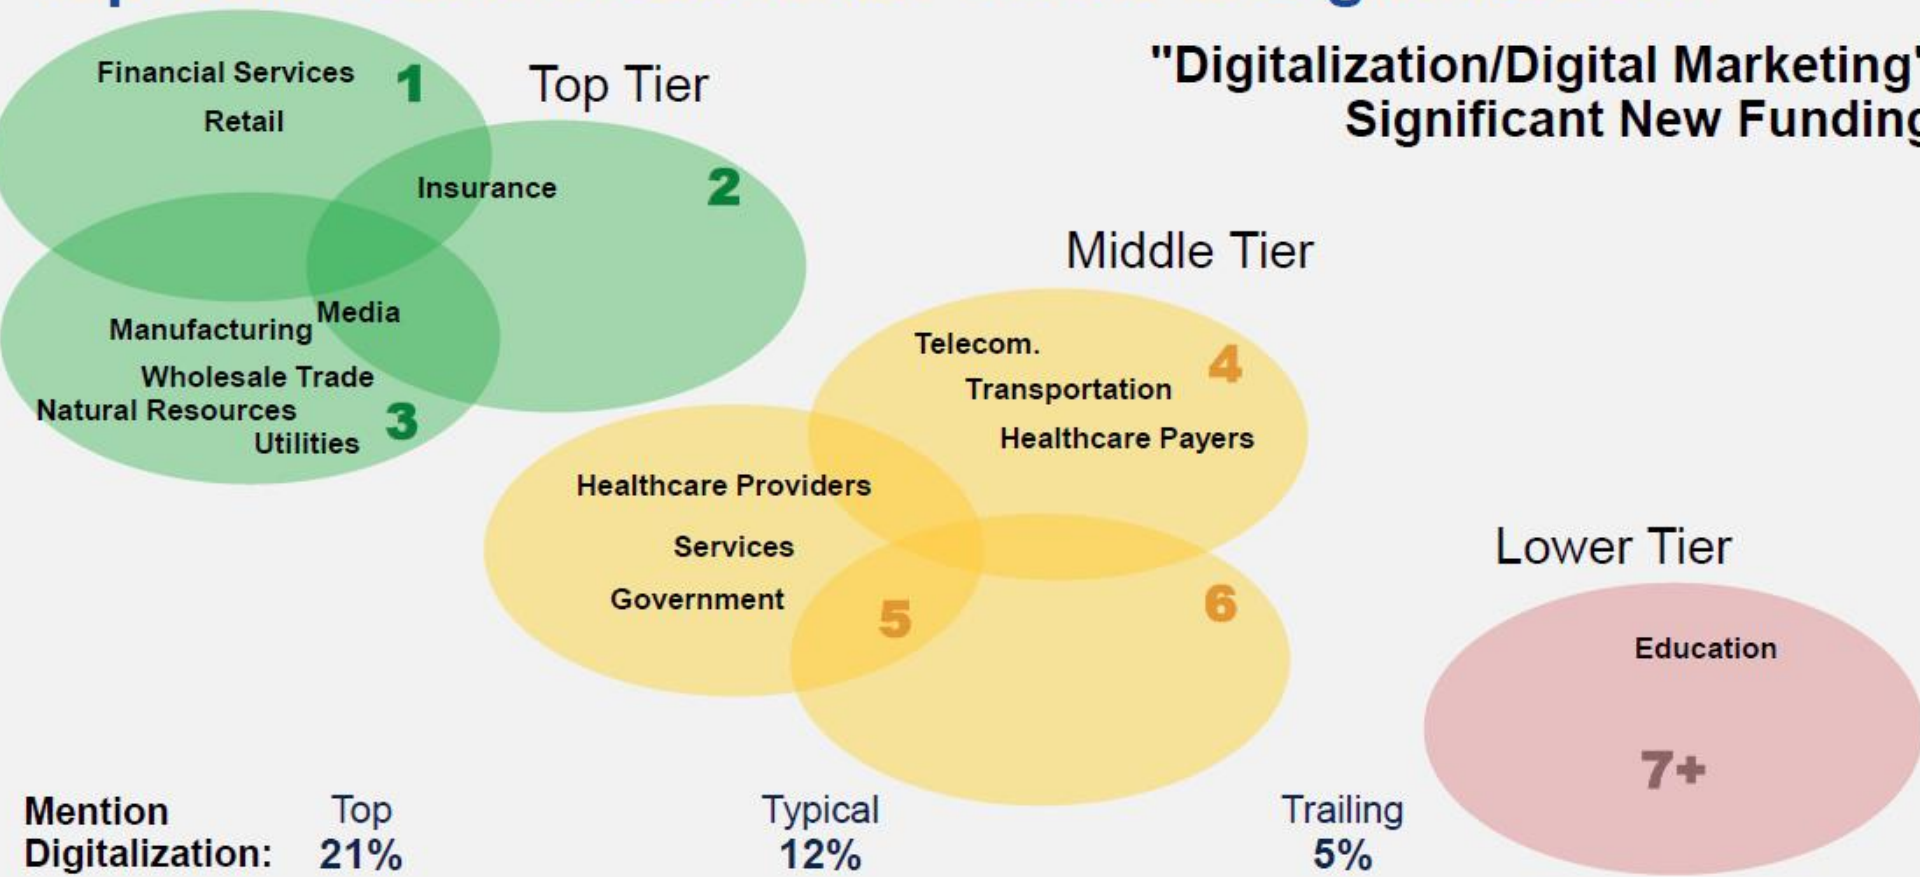 "Digitalization/Digital Marketing"
Significant New Funding
Top Tier
Financial Services
1
Retail
Insurance
2
Media
Manufacturing
Wholesale Trade
Natural Resources
3
Utilities
Middle Tier
Telecom.
4
Transportation
Healthcare Payers
Healthcare Providers
Services
Government
5
6
Lower Tier
Education
7+
Mention Top Typical Trailing
Digitalization: 21% 12% 5%